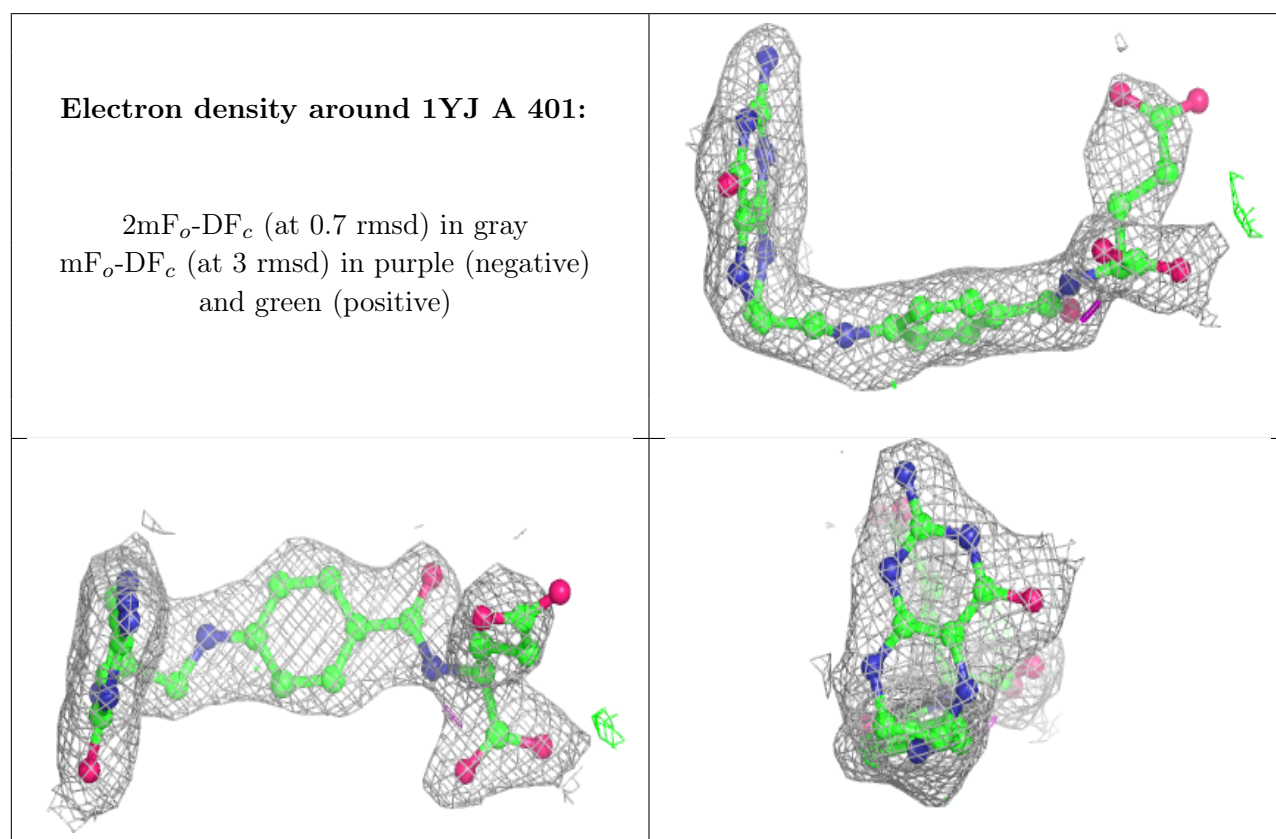 Electron density around 1YJ A 401:
2mFo-DFc (at 0.7 rmsd) in gray
mFo-DFc (at 3 rmsd) in purple (negative)
and green (positive)